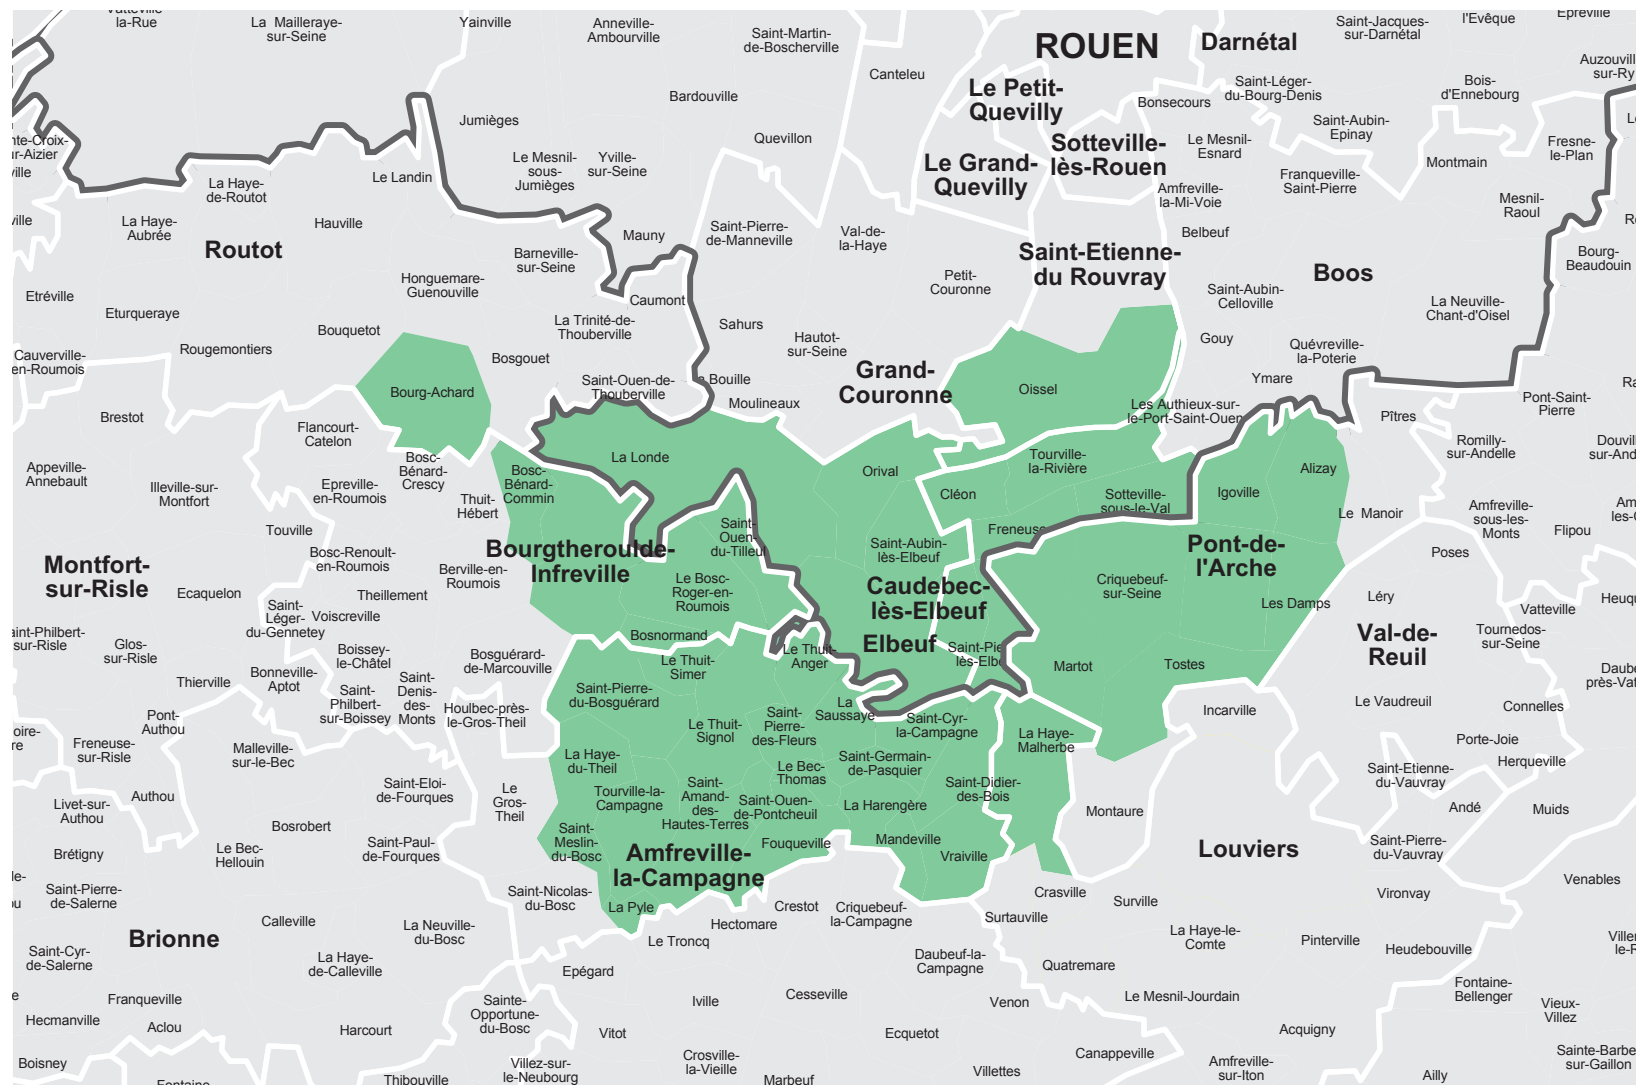 la-Rue
La Mailleraye-
sur-Seine
Yainville
Anneville-
Ambourville
Saint-Martin-
de-Boscherville
Canteleu
ROUEN
Darnétal
Saint-Jacques-
sur-Darnétal
l'Evêque
Epreville
Auzouvill
sur-Ry
Le Petit-
Quevilly
Bonsecours
Saint-Léger-
du-Bourg-Denis
Bois-
d'Ennebourg
Bardouville
Jumièges
Quevillon
Sotteville-
lès-Rouen
Le Mesnil-
Esnard
Saint-Aubin-
Epinay
Fresne-
le-Plan
nte-Croix-
ur-Aizier
ville
Le Mesnil-
sous-
Jumièges
Yville-
sur-Seine
Le Grand-
Quevilly
Franqueville-
Saint-Pierre
Montmain
Le Landin
La Haye-
de-Routot
Amfreville-
la-Mi-Voie
Mesnil-
Raoul
ville
La Haye-
Aubrée
Hauville
Mauny
Saint-Pierre-
de-Manneville
Val-de-
la-Haye
Belbeuf
Routot
Barneville-
sur-Seine
Saint-Etienne-
du Rouvray
Boos
Bourg-
Beaudouin
Honguemare-
Guenouville
Petit-
Couronne
Etréville
Caumont
Saint-Aubin-
Celloville
La Neuville-
Chant-d'Oisel
Eturqueraye
Bouquetot
La Trinité-de-
Thouberville
Sahurs
Hautot-
sur-Seine
Gouy
Quévreville-
la-Poterie
Cauverville-
en-Roumois
Rougemontiers
Bosgouet
Grand-
Couronne
Ymare
Bourg-Achard
Saint-Ouen-de-
Thouberville
Bouille
Moulineaux
Oissel
Les Authieux-sur-
le-Port-Saint-Ouen
Pîtres
Pont-Saint-
Pierre
Brestot
Flancourt-
Catelon
Romilly-
sur-Andelle
Douvill
sur-And
Appeville-
Annebault
Illeville-sur-
Montfort
Epreville-
en-Roumois
Bosc-
Bénard-
Crescy
Bosc-
Bénard-
Commin
La Londe
Orival
Tourville-
la-Rivière
Alizay
Thuit-
Hébert
Cléon
Sotteville-
sous-le-Val
Igoville
Le Manoir
Amfreville-
sous-les-
Monts
Flipou
Am
les-C
Touville
Saint-
Ouen-
du-Tilleul
Freneuse
Poses
Montfort-
sur-Risle
Bosc-Renoult-
en-Roumois
Berville-en-
Roumois
Bourgtheroulde-
Infreville
Saint-Aubin-
lès-Elbeuf
Pont-de-
l'Arche
Ecaquelon
Theillement
Le Bosc-
Roger-en-
Roumois
Caudebec-
lès-Elbeuf
Criquebeuf-
sur-Seine
Les Damps
Léry
Vatteville
Heuqu
Saint-
Léger-
du-Gennetey
Voiscreville
aint-Philbert-
sur-Risle
Glos-
sur-Risle
Bosnormand
Elbeuf
Val-de-
Reuil
Tournedos-
sur-Seine
Boissey-
le-Châtel
Bosguérard-
de-Marcouville
Le Thuit-
Simer
Le Thuit-
Anger
Saint-Pie
lès-Elbe
Martot
Tostes
Daube
près-Vat
Thierville
Bonneville-
Aptot
Saint-
Philbert-
sur-Boissey
Saint-
Denis-
des-
Monts
Houlbec-près-
le-Gros-Theil
Saint-Pierre-
du-Bosguérard
La
Saussaye
Incarville
Le Vaudreuil
Connelles
Pont-
Authou
Le Thuit-
Signol
Saint-
Pierre-
des-Fleurs
Saint-Cyr-
la-Campagne
La Haye-
Malherbe
Porte-Joie
Freneuse-
sur-Risle
Malleville-
sur-le-Bec
La Haye-
du-Theil
Le Bec-
Thomas
Saint-Germain-
de-Pasquier
Saint-Etienne-
du-Vauvray
Herqueville
Authou
Saint-Eloi-
de-Fourques
Le
Gros-
Theil
Tourville-la-
Campagne
Saint-
Amand-
des-
Hautes-Terres
Saint-Ouen-
de-Pontcheuil
La Harengère
Saint-Didier-
des-Bois
Montaure
Andé
Muids
Livet-sur-
Authou
Bosrobert
Brétigny
Le Bec-
Hellouin
Saint-Paul-
de-Fourques
Saint-
Meslin-
du-Bosc
Amfreville-
la-Campagne
Fouqueville
Mandeville
Vraiville
Louviers
Saint-Pierre-
du-Vauvray
Venables
Saint-Pierre-
de-Salerne
Saint-Nicolas-
du-Bosc
La Pyle
Crestot
Criquebeuf-
la-Campagne
Crasville
Surville
Vironvay
Surtauville
Calleville
La Neuville-
du-Bosc
Hectomare
Le Troncq
Brionne
La Haye-le-
Comte
Pinterville
Heudebouville
Saint-Cyr-
de-Salerne
La Haye-
de-Calleville
Epégard
Daubeuf-la-
Campagne
Quatremare
Franqueville
Sainte-
Opportune-
du-Bosc
Iville
Cesseville
Venon
Le Mesnil-Jourdain
Fontaine-
Bellenger
Vieux-
Villez
Hecmanville
Aclou
Harcourt
Vitot
Ecquetot
Acquigny
Boisney
Thibouville
Villez-sur-
le-Neubourg
Crosville-
la-Vieille
Marbeuf
Villettes
Canappeville
Amfreville-
sur-Iton
Ailly
Sainte-Barbe
sur-Gaillon